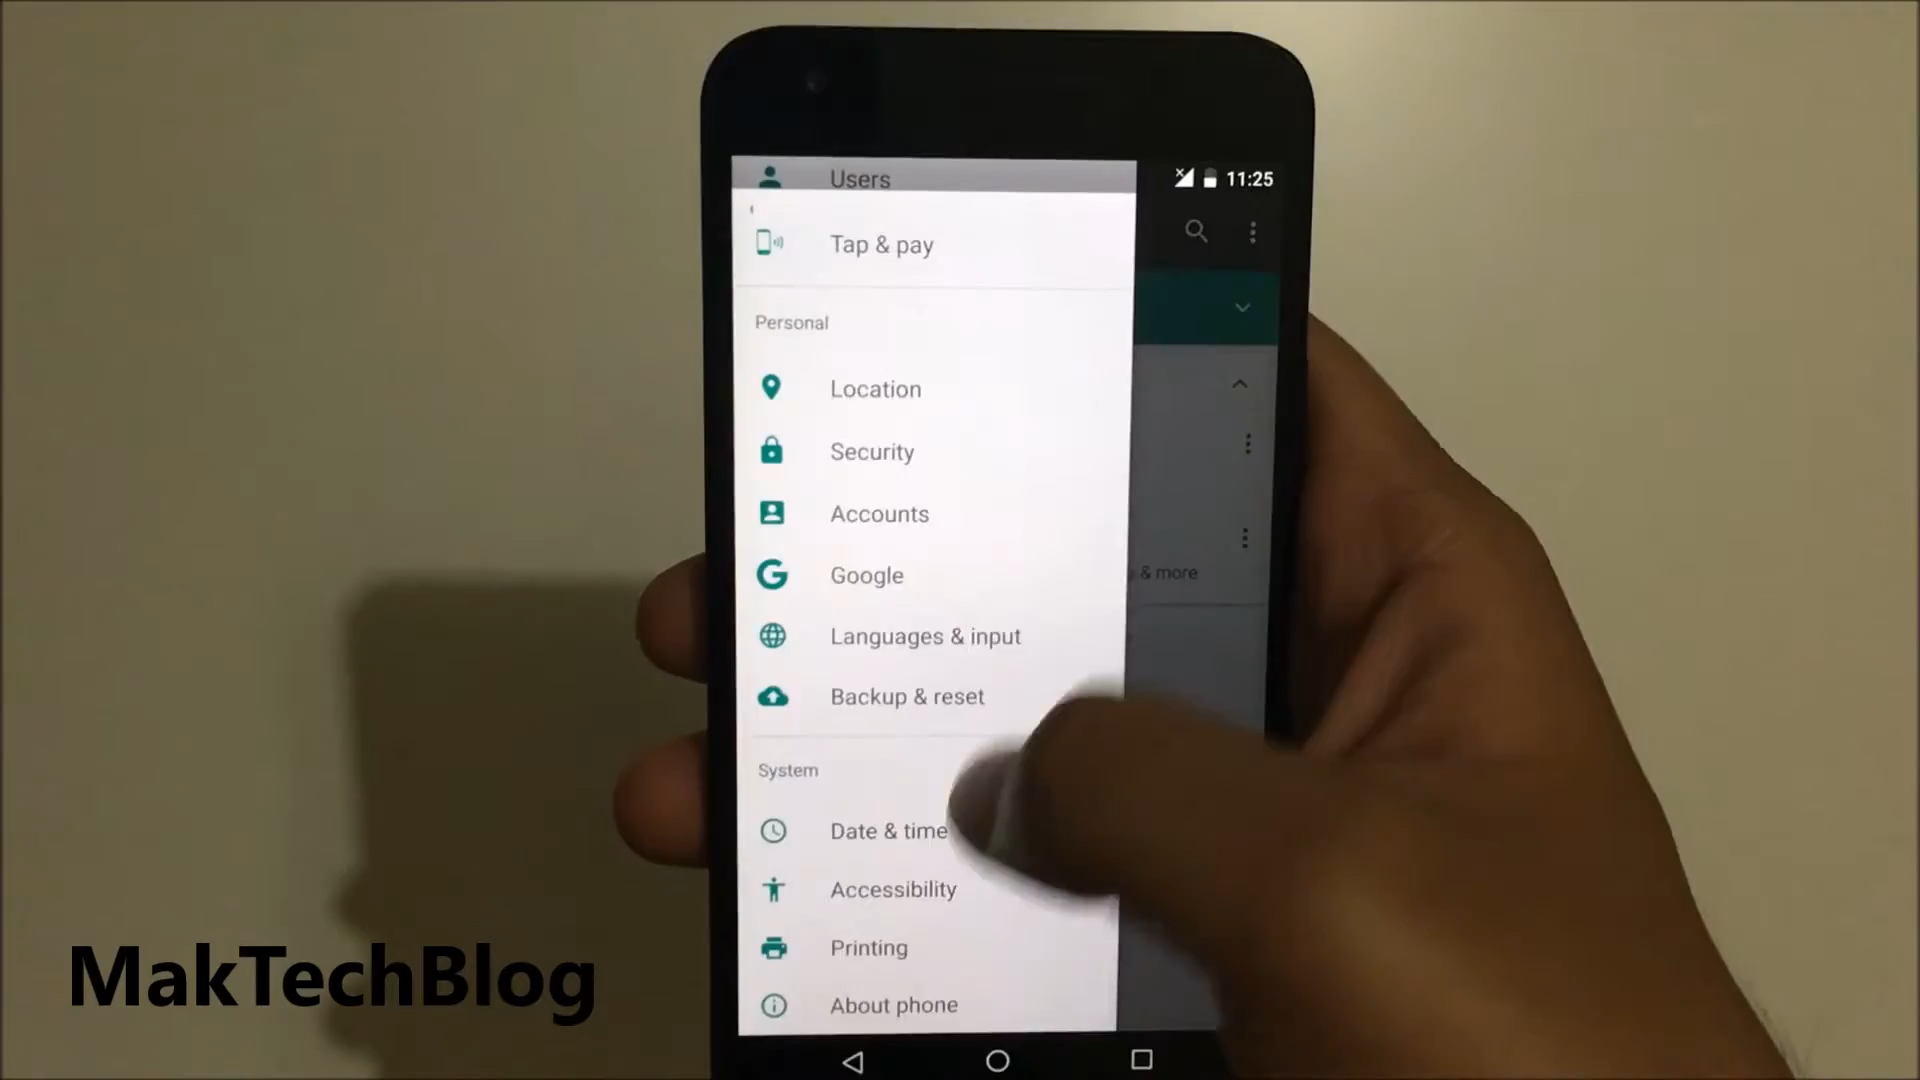 Users
11:25
Tap & pay
Personal
Location
Security
Accounts
Google
& more
Languages & input
Backup & reset
System
Date & time
Accessibility
Printing
About phone
MakTechBlog